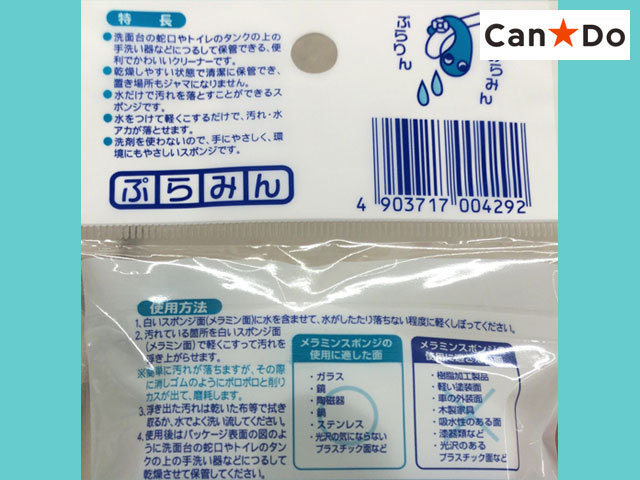 Can★Do
特長
●洗面台の蛇口やトイレのタンクの上の
手洗い器などにつるして保管できる、便
利でかわいいクリーナーです。
●乾燥しやすい状態で清潔に保管でき、
置き場所もジャマになりません。
●水だけで汚れを落とすことができるス
ポンジです。
●水をつけて軽くこするだけで、汚れ・水
アカが落とせます。
●洗剤を使わないので、手にやさしく、環
境にもやさしいスポンジです。
ぷらみん
ぷらりん
ぷらみん
4 903717 004292
使用方法
1.白いスポンジ面(メラミン面)に水を含ませて、水がしたたり落ちない程度に軽くしぼってください。
2.汚れている箇所を白いスポンジ面
(メラミン面)で軽くこすって汚れを
浮き上がらせます。
※簡単に汚れが落ちますが、その際
に消しゴムのようにボロボロと削り
カスが出て、磨耗します。
3.浮き出た汚れは乾いた布等で拭き
取るか、水でよく洗い流してください。
4.使用後はパッケージ表面の図のよ
うに洗面台の蛇口やトイレのタン
クの上の手洗い器などにつるして
乾燥させて保管してください。
メラミンスポンジの
使用に適した面
・ガラス
・鏡
・陶磁器
・鍋
・ステンレス
・光沢の気にならない
プラスチック面など
メラミンスポンジの
・樹脂加工製品
・軽い塗装面
・車の外装面
・木製家具
・吸水性のある面
・漆器類など
・光沢のある
プラスチック面など